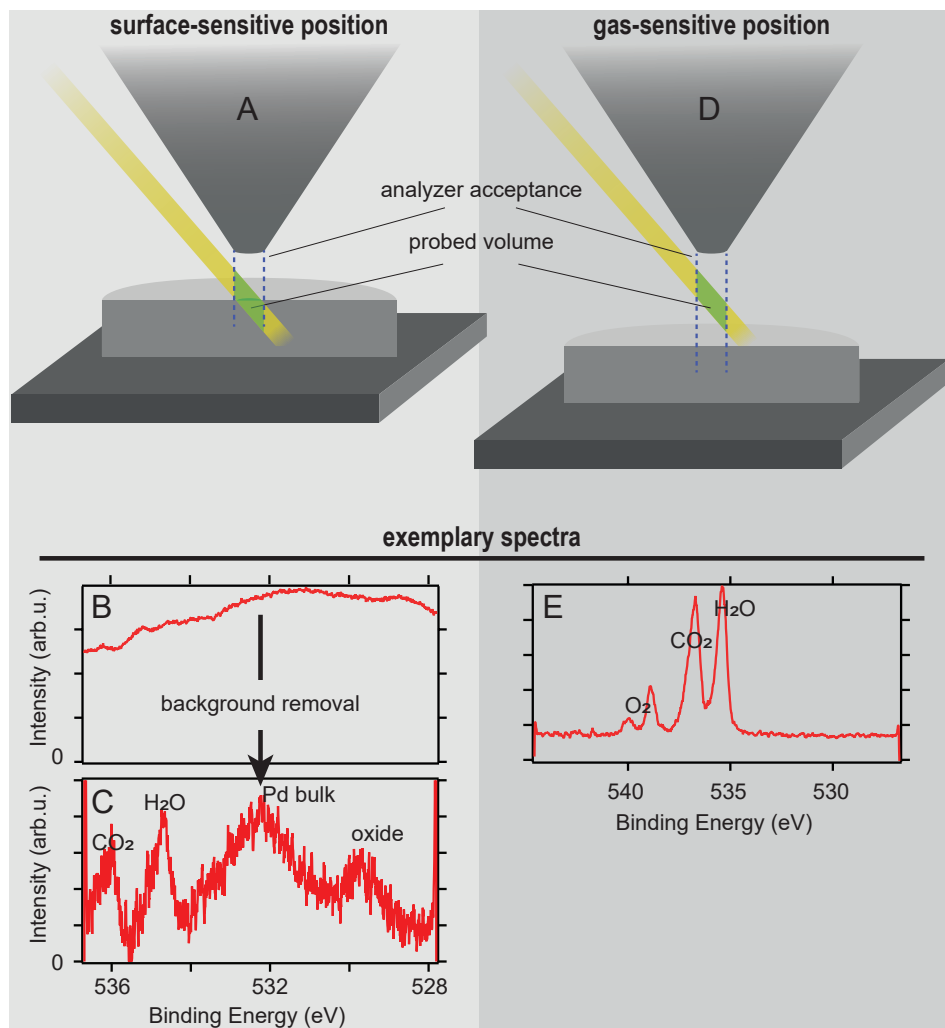 surface-sensitive position
gas-sensitive position
A
D
analyzer acceptance
probed volume
exemplary spectra
B
Intensity (arb.u.)
0
background removal
C
Intensity (arb.u.)
0
CO₂
H₂O
Pd bulk
oxide
536
532
528
Binding Energy (eV)
E
O₂
CO₂
H₂O
540
535
530
Binding Energy (eV)